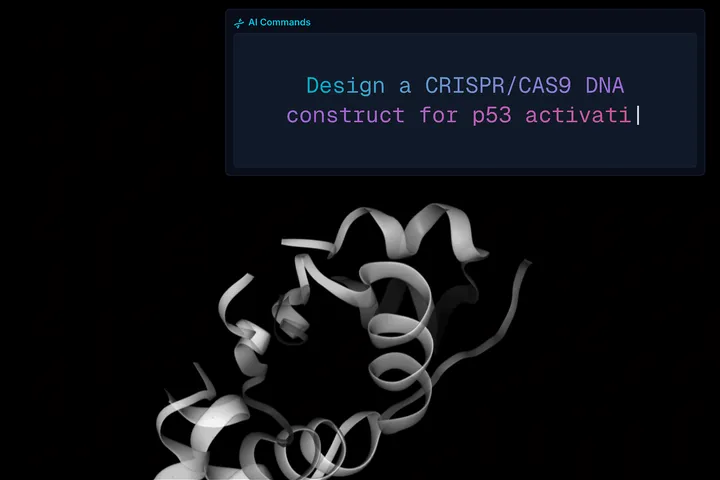 AI Commands
Design a CRISPR/CAS9 DNA
construct for p53 activati